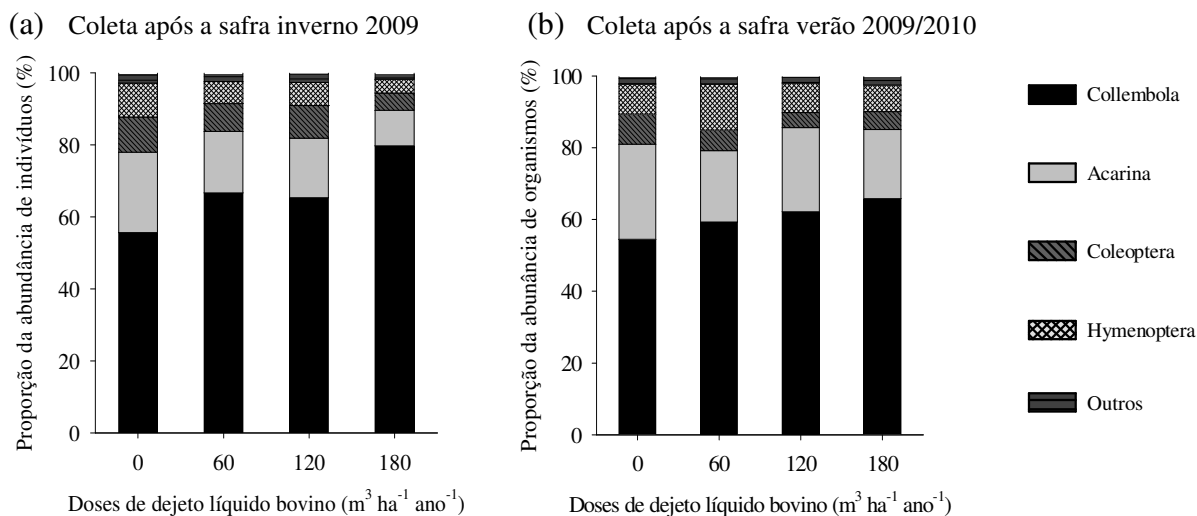 (a) Coleta após a safra inverno 2009
Proporção da abundância de indivíduos (%)
100
80
60
40
20
0
0 60 120 180
Doses de dejeto líquido bovino (m³ ha⁻¹ ano⁻¹)
(b) Coleta após a safra verão 2009/2010
Proporção da abunância de organismos (%)
100
80
60
40
20
0
0 60 120 180
Doses de dejeto líquido bovino (m³ ha⁻¹ ano⁻¹)
Collembola
Acarina
Coleoptera
Hymenoptera
Outros